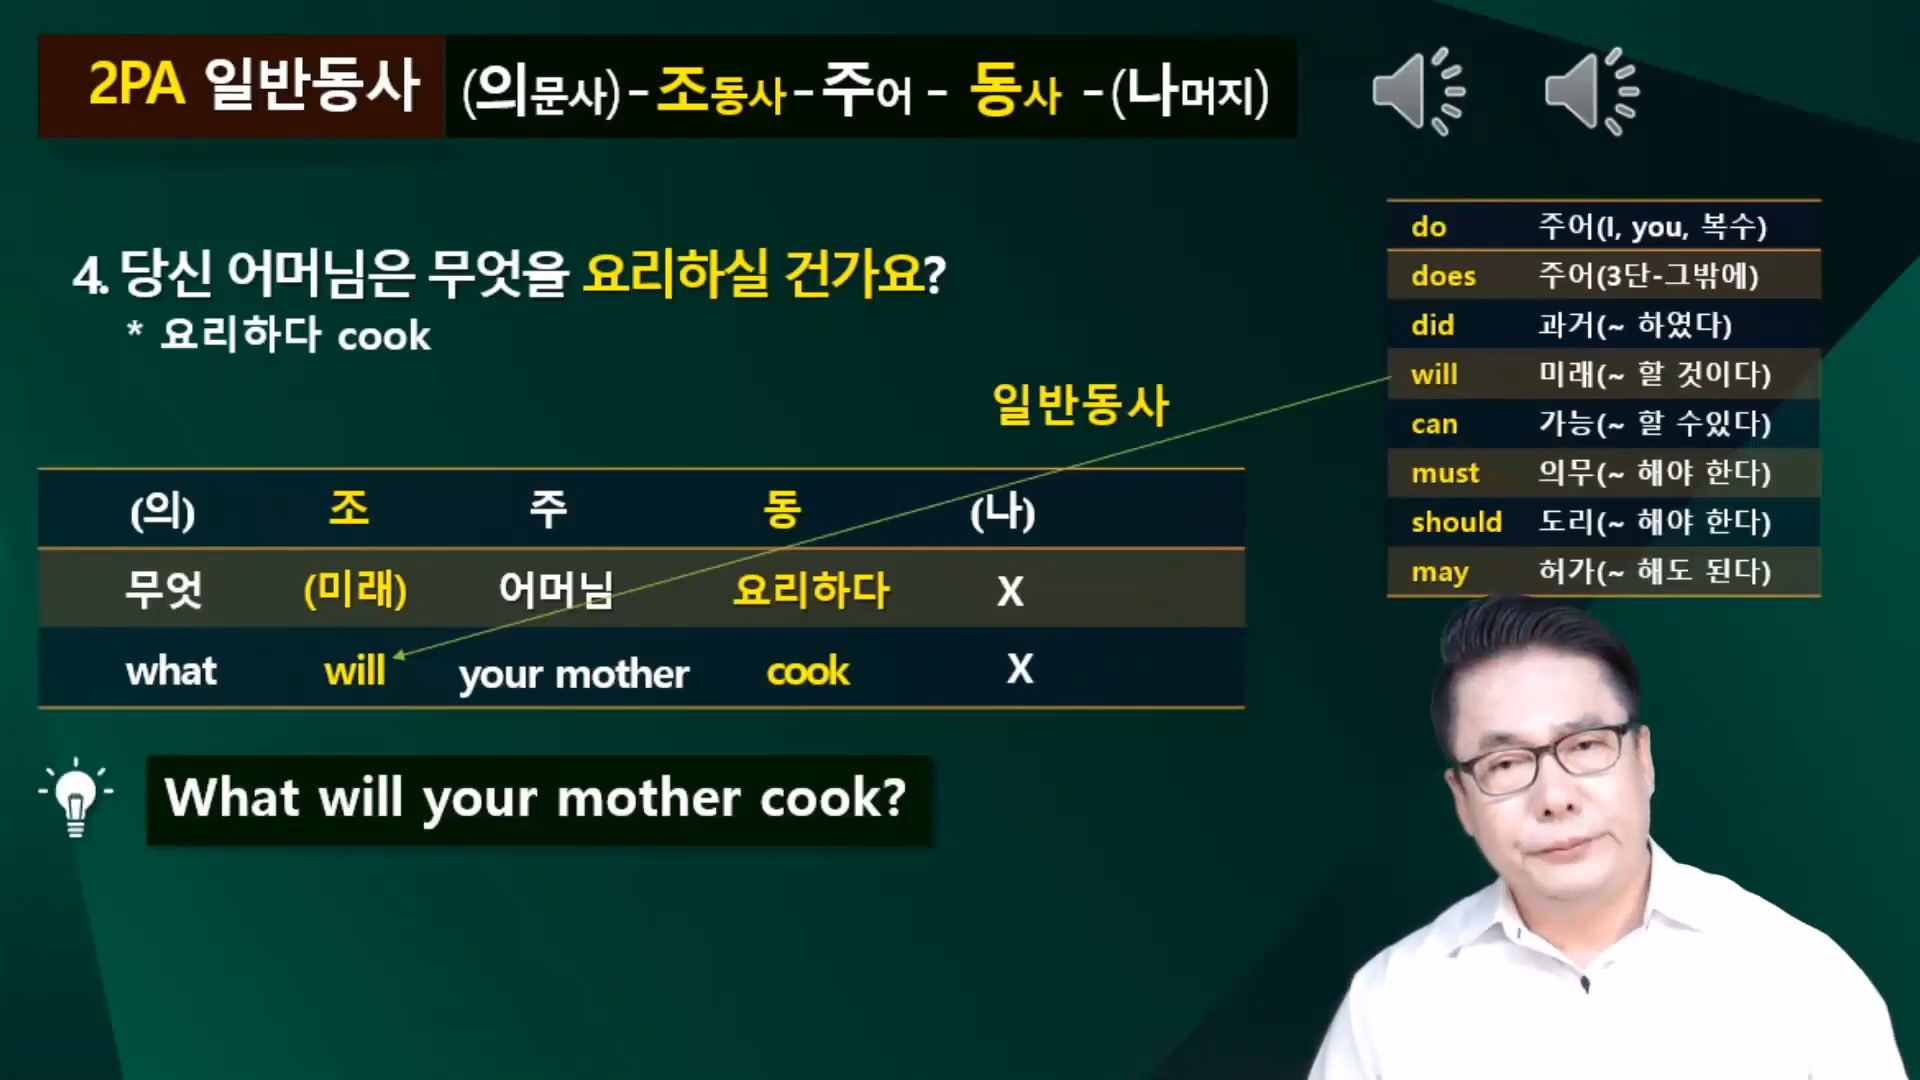 2PA 일반동사 (의문사)-조동사-주어 - 동사 -(나머지)
4. 당신 어머님은 무엇을 요리하실 건가요?
* 요리하다 cook
일반동사
(의) 조 주 동 (나)
무엇 (미래) 어머님 요리하다 X
what will your mother cook X
What will your mother cook?
do 주어(I, you, 복수)
does 주어(3단-그밖에)
did 과거(~ 하였다)
will 미래(~ 할 것이다)
can 가능(~ 할 수있다)
must 의무(~ 해야 한다)
should 도리(~ 해야 한다)
may 허가(~ 해도 된다)